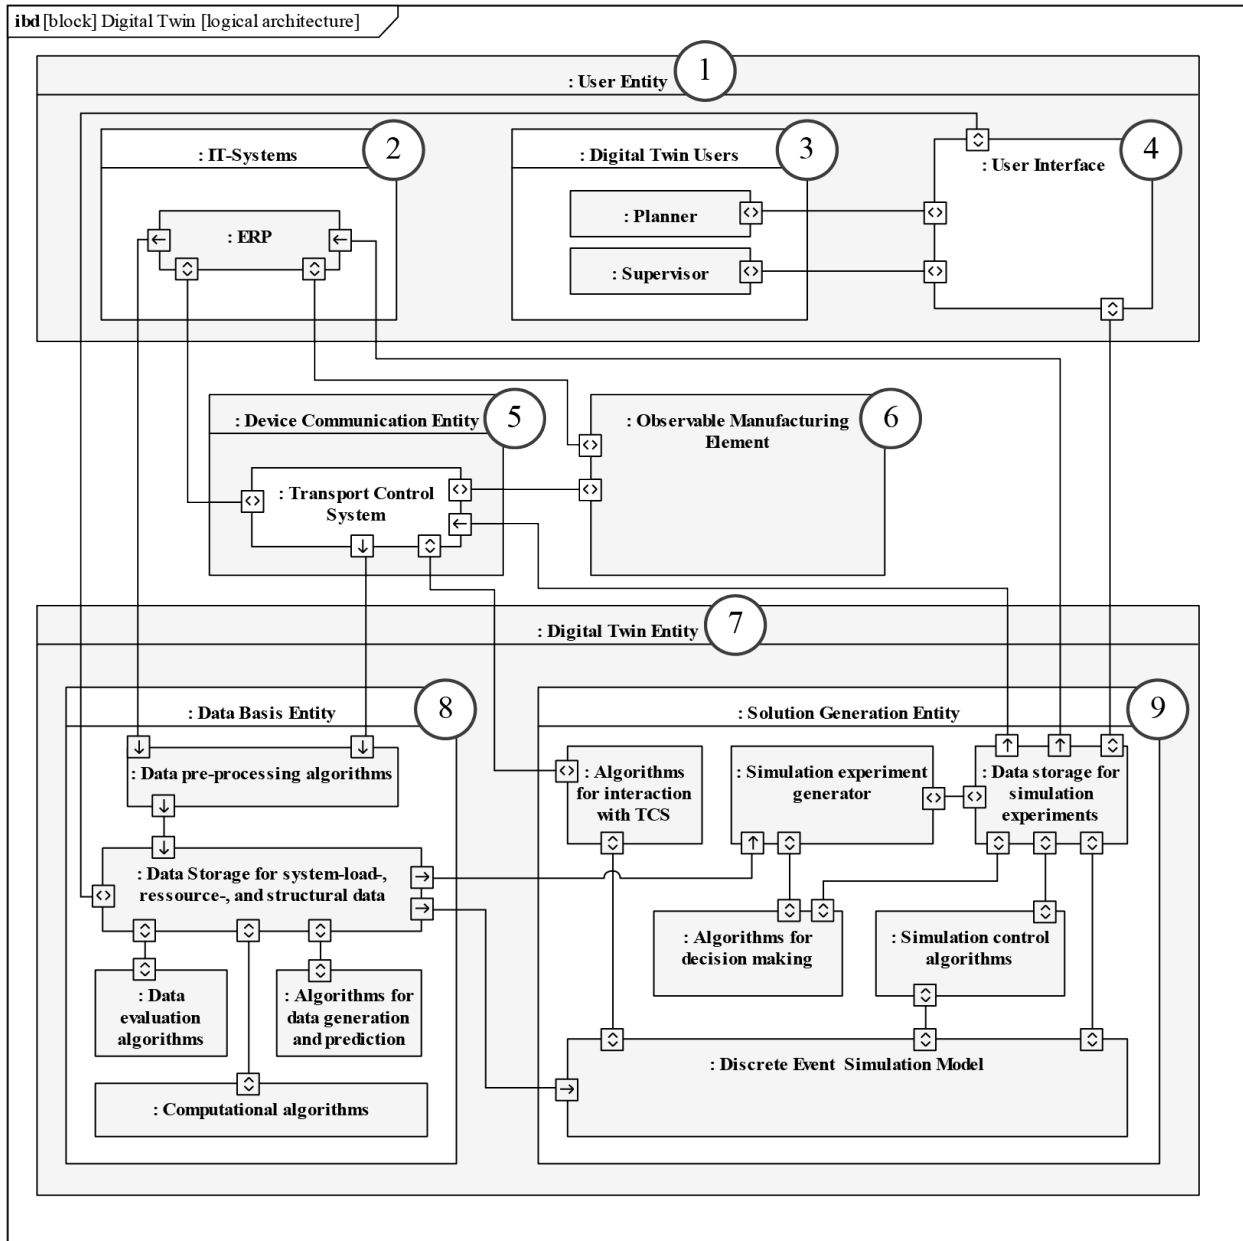 ibd [block] Digital Twin [logical architecture]
: User Entity
1
: IT-Systems
2
: Digital Twin Users
3
: User Interface
4
: Planner
: ERP
: Supervisor
: Device Communication Entity
5
: Observable Manufacturing
Element
6
: Transport Control
System
: Digital Twin Entity
7
: Data Basis Entity
8
: Solution Generation Entity
9
: Data pre-processing algorithms
: Algorithms
for interaction
with TCS
: Simulation experiment
generator
: Data storage for
simulation
experiments
: Data Storage for system-load-,
ressource-, and structural data
: Algorithms for
decision making
: Simulation control
algorithms
: Data
evaluation
algorithms
: Algorithms for
data generation
and prediction
: Discrete Event Simulation Model
: Computational algorithms